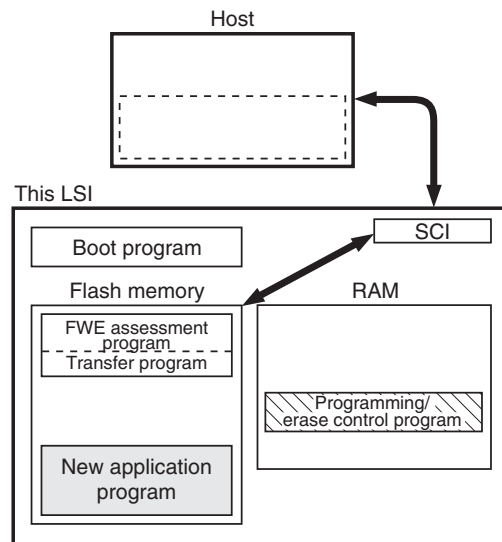 Host
This LSI
SCI
Boot program
Flash memory
RAM
FWE assessment
program
Transfer program
Programming/
erase control program
New application
program